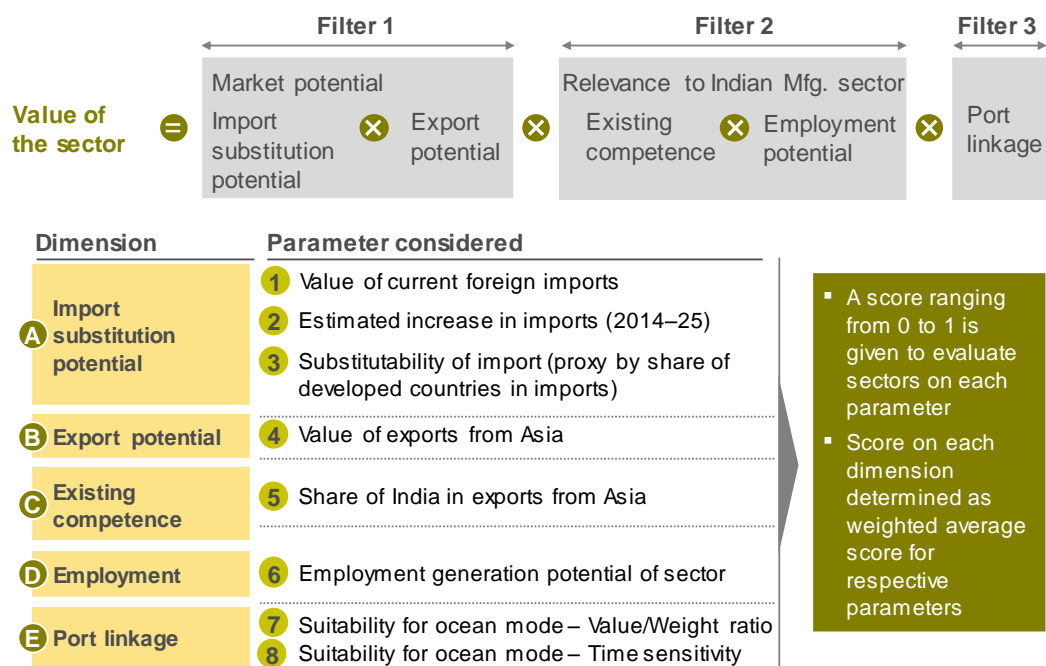 Filter 1
Filter 2
Filter 3
Value of
the sector
=
Market potential
Import
substitution
potential
×
Export
potential
×
Relevance to Indian Mfg. sector
Existing
competence
×
Employment
potential
×
Port
linkage
Dimension
Parameter considered
A
Import
substitution
potential
1 Value of current foreign imports
2 Estimated increase in imports (2014–25)
3 Substitutability of import (proxy by share of
developed countries in imports)
B Export potential
4 Value of exports from Asia
C
Existing
competence
5 Share of India in exports from Asia
D Employment
6 Employment generation potential of sector
E Port linkage
7 Suitability for ocean mode – Value/Weight ratio
8 Suitability for ocean mode – Time sensitivity
▪ A score ranging
from 0 to 1 is
given to evaluate
sectors on each
parameter
▪ Score on each
dimension
determined as
weighted average
score for
respective
parameters